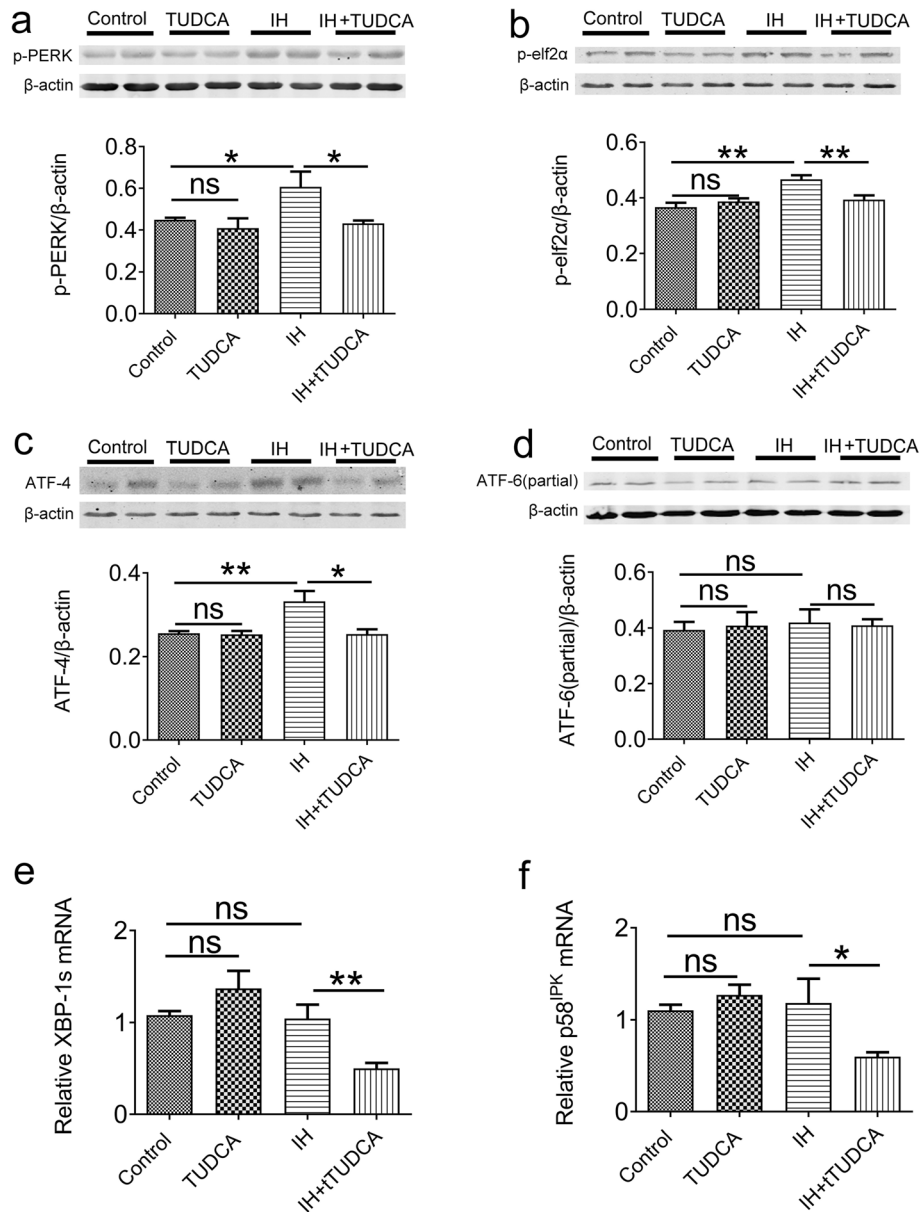 a
Control TUDCA IH IH+TUDCA
p-PERK
β-actin
p-PERK/β-actin
0.8
0.6
0.4
0.2
0.0
* *
ns
Control TUDCA IH IH+tTUDCA
b
Control TUDCA IH IH+TUDCA
p-elf2α
β-actin
p-elf2α/β-actin
0.6
0.4
0.2
0.0
** **
ns
Control TUDCA IH IH+tTUDCA
c
Control TUDCA IH IH+TUDCA
ATF-4
β-actin
ATF-4/β-actin
0.4
0.2
0.0
** *
ns
Control TUDCA IH IH+tTUDCA
d
Control TUDCA IH IH+TUDCA
ATF-6(partial)
β-actin
ATF-6(partial)/β-actin
0.6
0.4
0.2
0.0
ns
ns ns
Control TUDCA IH IH+tTUDCA
e
Relative XBP-1s mRNA
2
1
0
ns
ns **
Control TUDCA IH IH+tTUDCA
f
Relative p58IPK mRNA
2
1
0
ns
ns *
Control TUDCA IH IH+tTUDCA